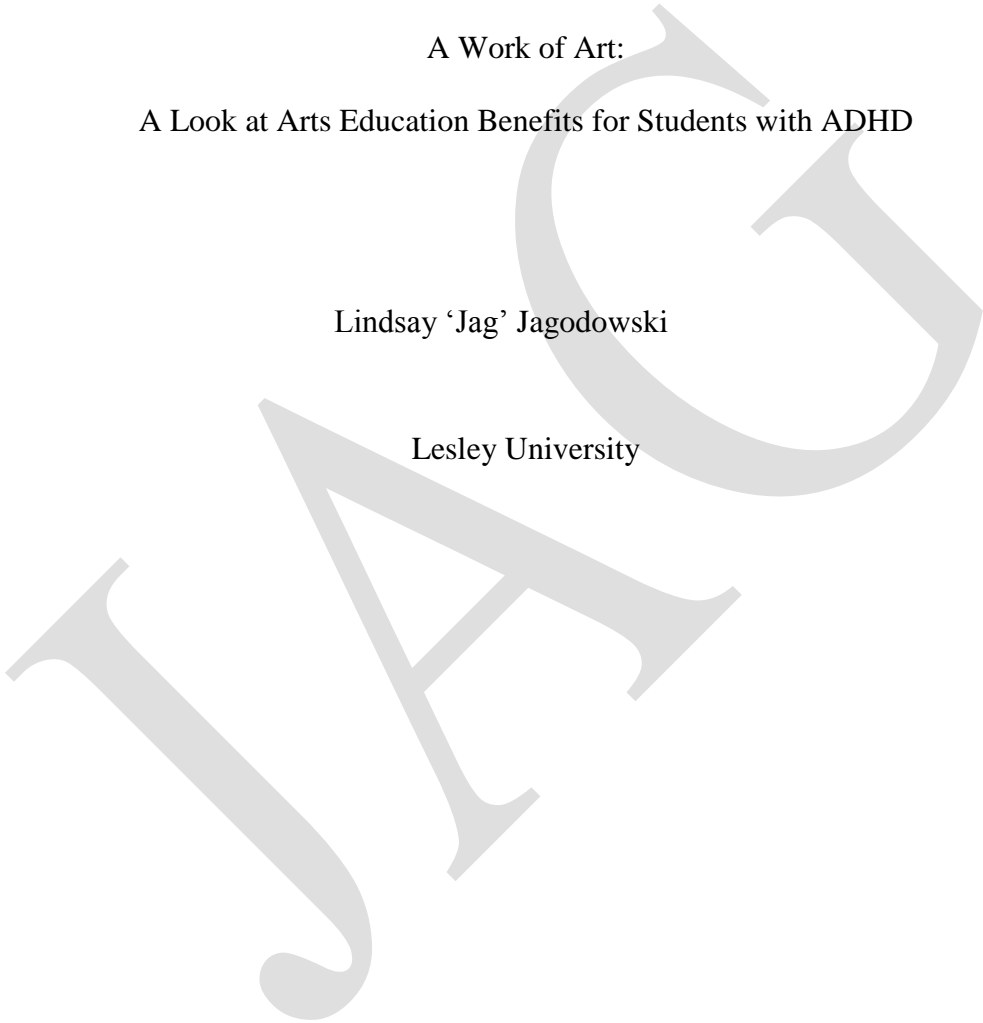 A Work of Art:
A Look at Arts Education Benefits for Students with ADHD
Lindsay ‘Jag’ Jagodowski
Lesley University
JAG